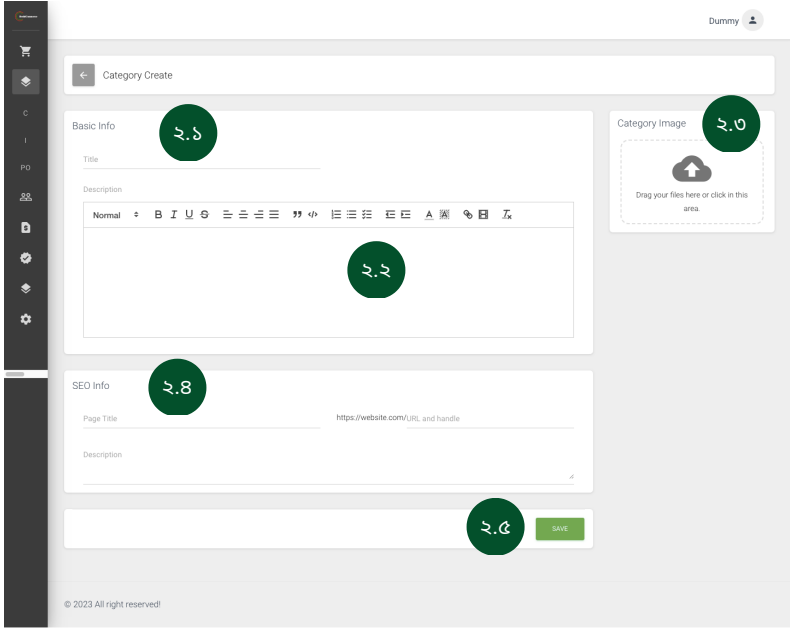 Dummy
Category Create
Basic Info
২.১
Title
Description
Normal
২.২
Category Image
২.৩
Drag your files here or click in this
area.
SEO Info
২.৪
Page Title
https://website.com/URL and handle
Description
২.৫
SAVE
C
I
PO
© 2023 All right reserved!